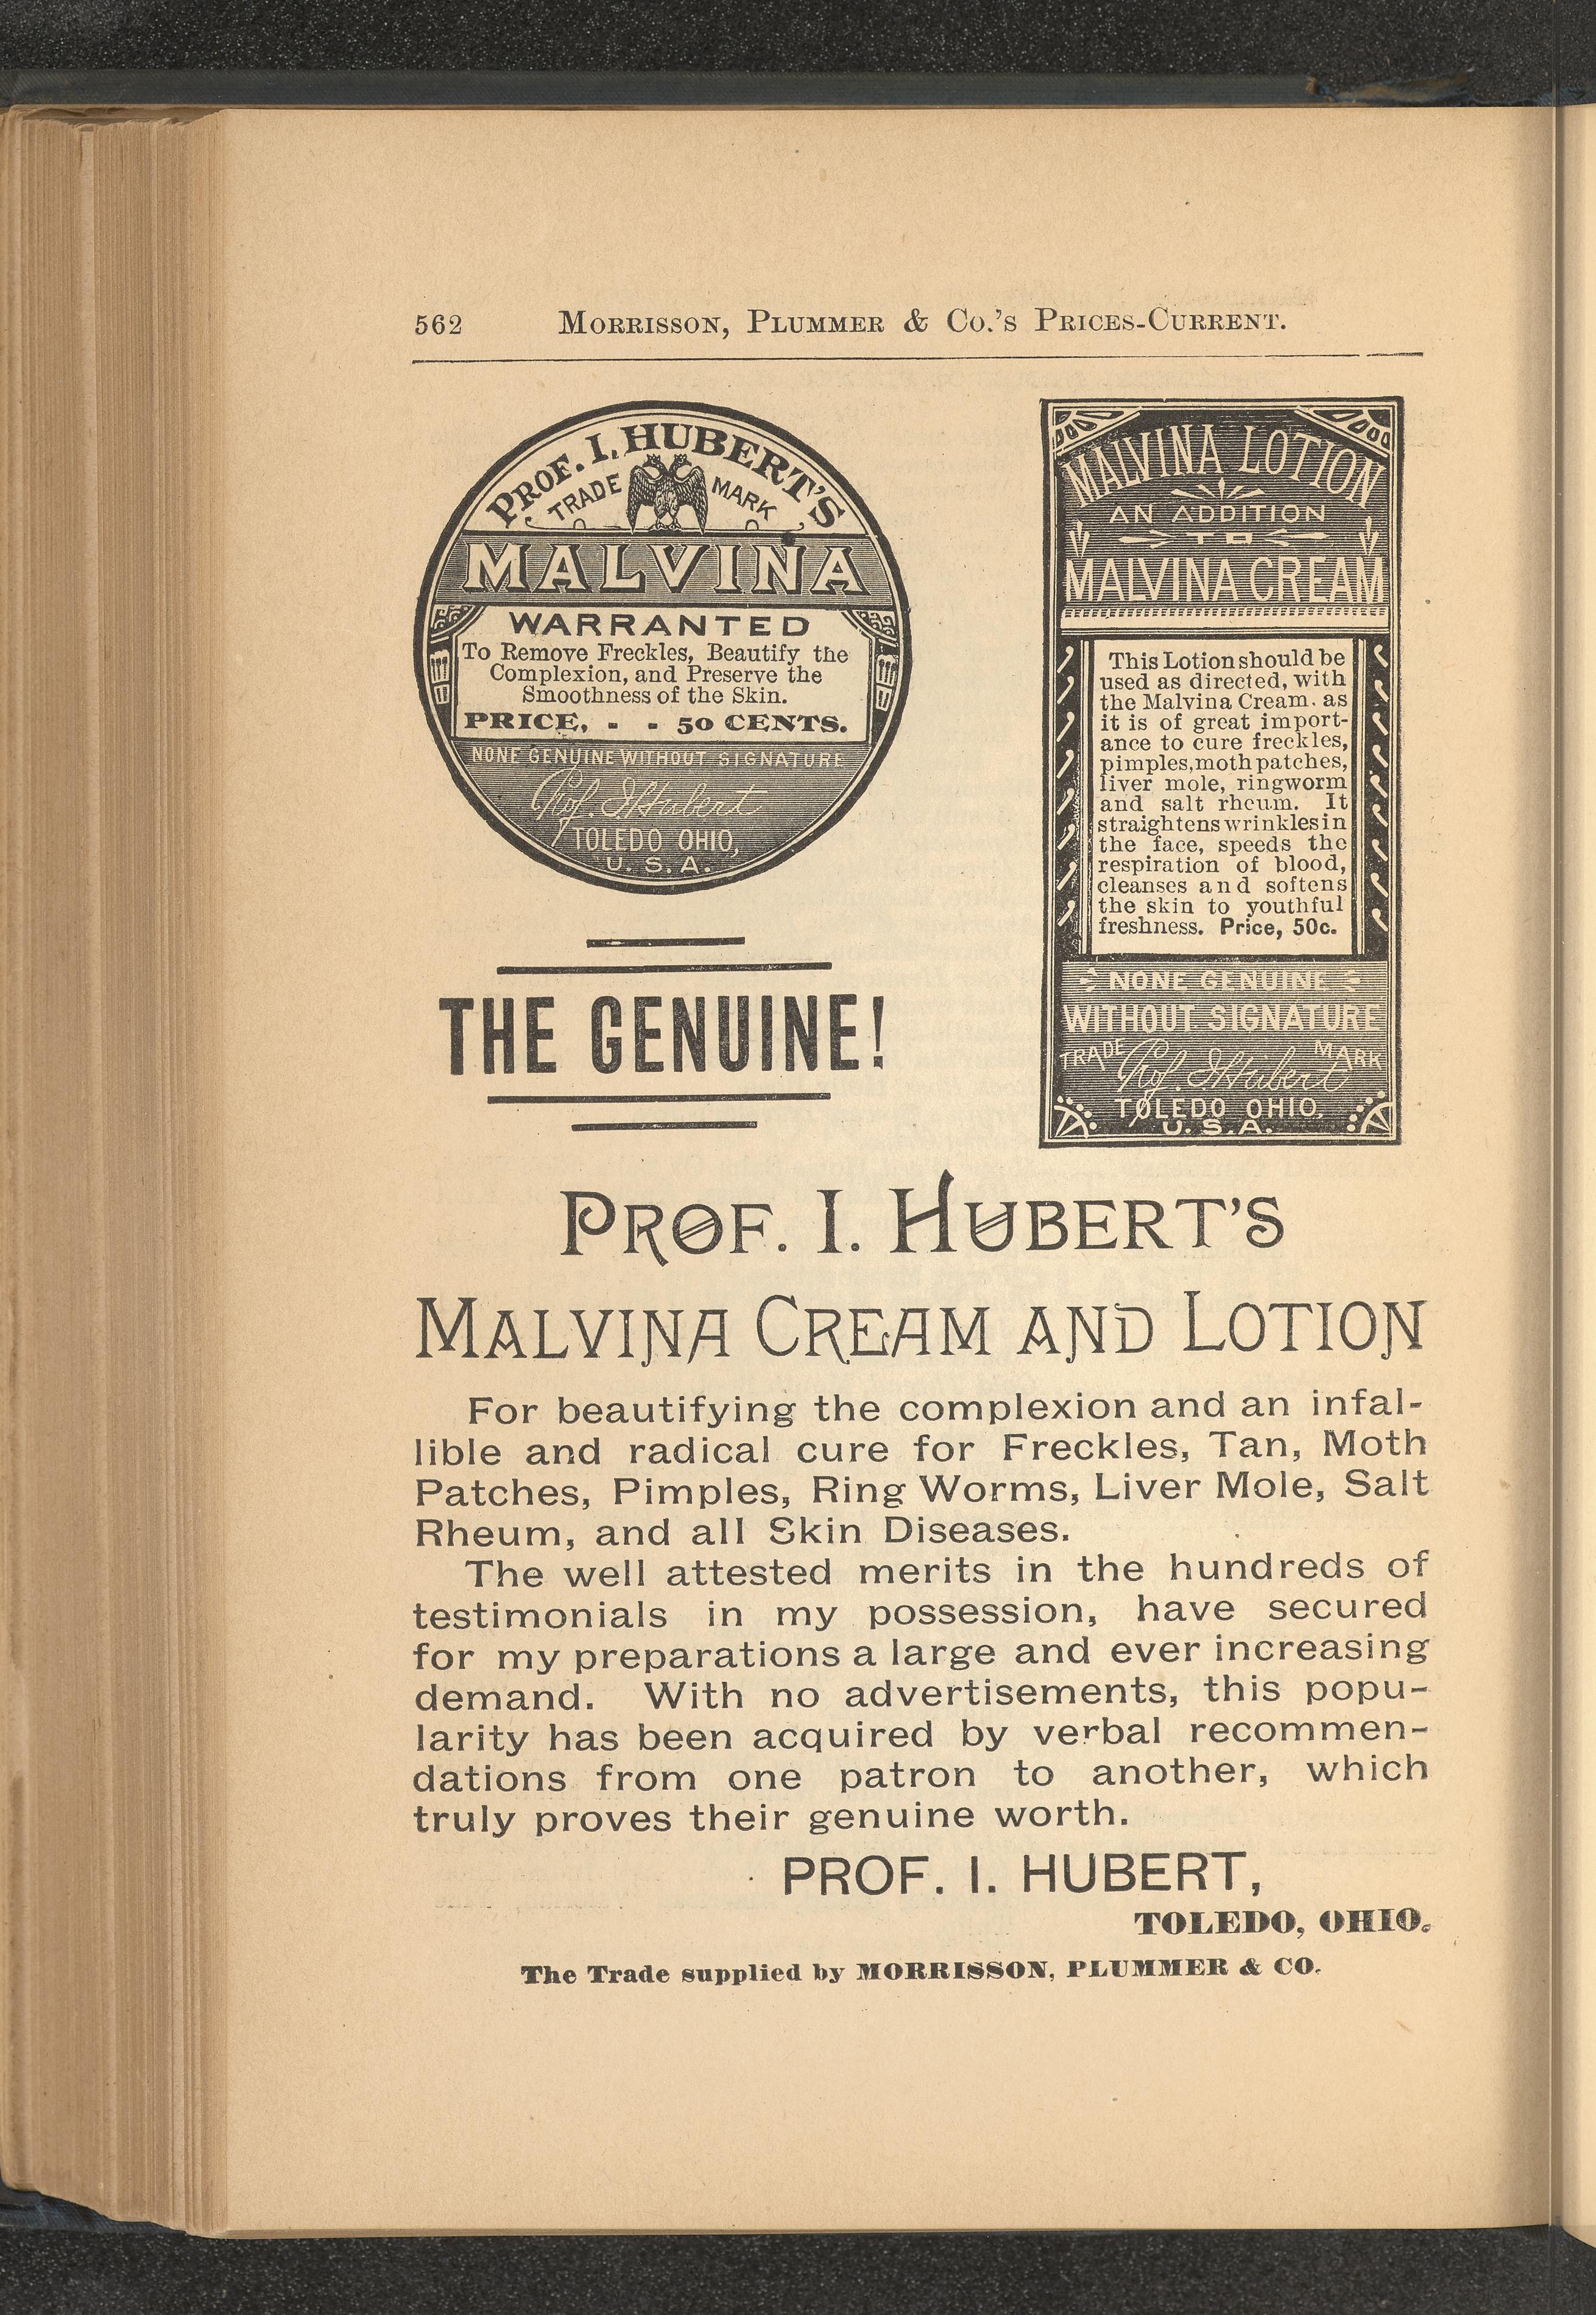 562 MORRISSON, PLUMMER & CO.'S PRICES-CURRENT.
PROF. I. HUBERT'S
TRADE MARK
MALVINA
WARRANTED
To Remove Freckles, Beautify the
Complexion, and Preserve the
Smoothness of the Skin.
PRICE, - - 50 CENTS.
NONE GENUINE WITHOUT SIGNATURE
Prof. I Hubert
TOLEDO OHIO,
U. S. A.
THE GENUINE!
MALVINA LOTION
AN ADDITION
TO
MALVINA CREAM
This Lotion should be
used as directed, with
the Malvina Cream. as
it is of great import-
ance to cure freckles,
pimples, moth patches,
liver mole, ringworm
and salt rheum. It
straightens wrinkles in
the face, speeds the
respiration of blood,
cleanses and softens
the skin to youthful
freshness. Price, 50c.
NONE GENUINE
WITHOUT SIGNATURE
TRADE MARK
Prof. I Hubert
TOLEDO OHIO,
U. S. A.
PROF. I. HUBERT'S
MALVINA CREAM AND LOTION
For beautifying the complexion and an infal-
lible and radical cure for Freckles, Tan, Moth
Patches, Pimples, Ring Worms, Liver Mole, Salt
Rheum, and all Skin Diseases.
The well attested merits in the hundreds of
testimonials in my possession, have secured
for my preparations a large and ever increasing
demand. With no advertisements, this popu-
larity has been acquired by verbal recommen-
dations from one patron to another, which
truly proves their genuine worth.
PROF. I. HUBERT,
TOLEDO, OHIO.
The Trade supplied by MORRISSON, PLUMMER & CO.